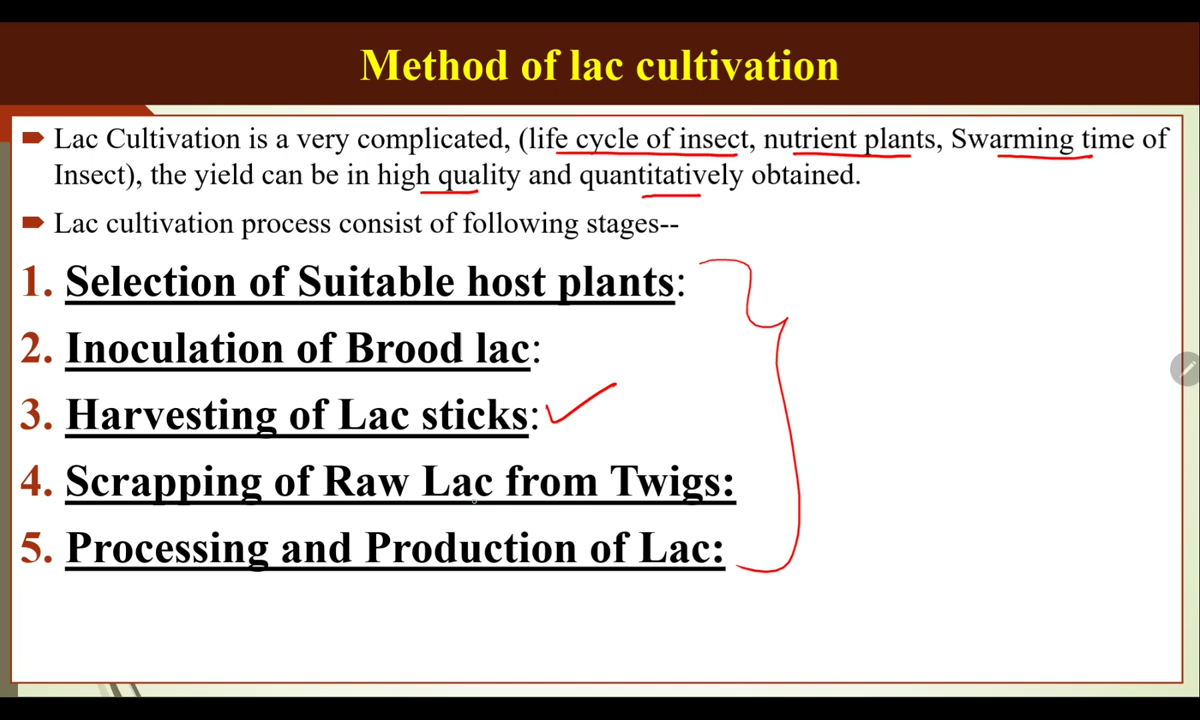 Method of lac cultivation
Lac Cultivation is a very complicated, (life cycle of insect, nutrient plants, Swarming time of
Insect), the yield can be in high quality and quantitatively obtained.
Lac cultivation process consist of following stages--
1. Selection of Suitable host plants:
2. Inoculation of Brood lac:
3. Harvesting of Lac sticks:
4. Scrapping of Raw Lac from Twigs:
5. Processing and Production of Lac: